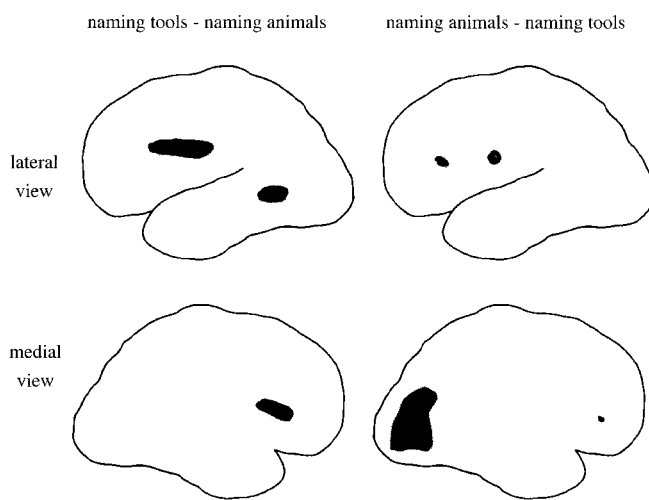 naming tools - naming animals
naming animals - naming tools
lateral
view
medial
view